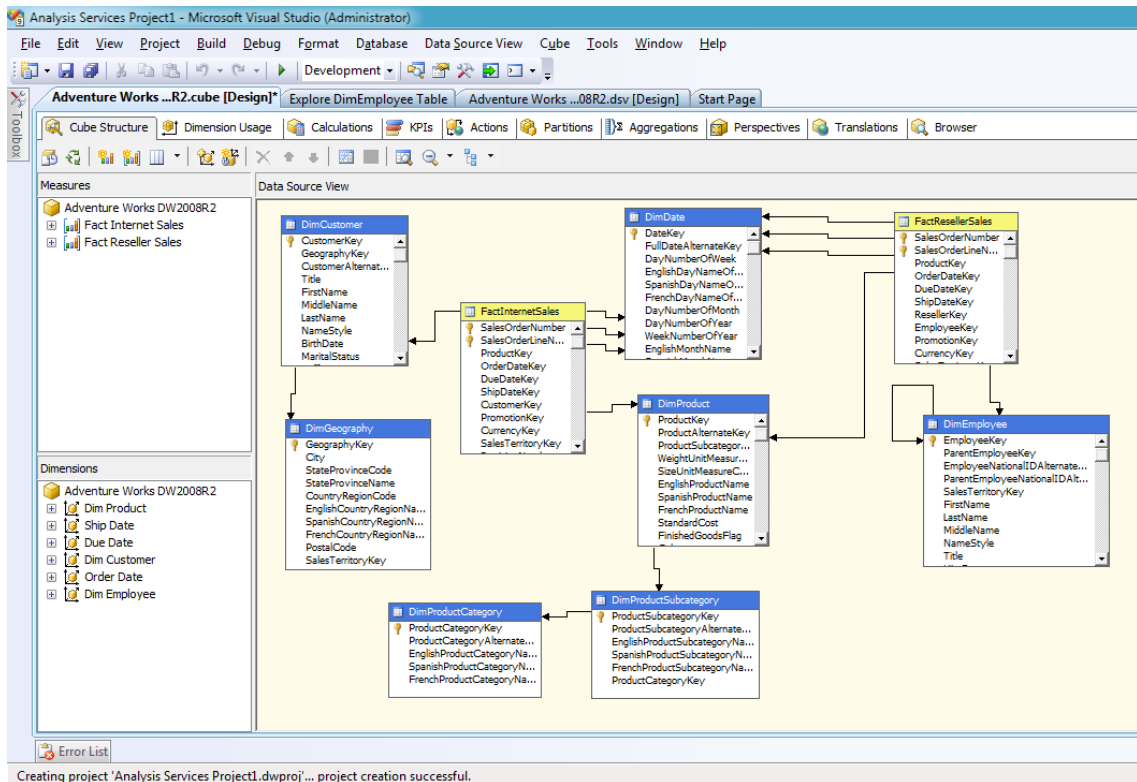 Analysis Services Project1 - Microsoft Visual Studio (Administrator)
File Edit View Project Build Debug Format Database Data Source View Cube Tools Window Help
Development
Toolbox
Adventure Works ...R2.cube [Design]* Explore DimEmployee Table Adventure Works ...08R2.dsv [Design] Start Page
Cube Structure Dimension Usage Calculations KPIs Actions Partitions Aggregations Perspectives Translations Browser
Measures
Adventure Works DW2008R2
Fact Internet Sales
Fact Reseller Sales
Dimensions
Adventure Works DW2008R2
Dim Product
Ship Date
Due Date
Dim Customer
Order Date
Dim Employee
Data Source View
DimCustomer
CustomerKey
GeographyKey
CustomerAlternat...
Title
FirstName
MiddleName
LastName
NameStyle
BirthDate
MaritalStatus
DimGeography
GeographyKey
City
StateProvinceCode
StateProvinceName
CountryRegionCode
EnglishCountryRegionNa...
SpanishCountryRegionN...
FrenchCountryRegionNa...
PostalCode
SalesTerritoryKey
FactInternetSales
SalesOrderNumber
SalesOrderLineN...
ProductKey
OrderDateKey
DueDateKey
ShipDateKey
CustomerKey
PromotionKey
CurrencyKey
SalesTerritoryKey
DimDate
DateKey
FullDateAlternateKey
DayNumberOfWeek
EnglishDayNameOf...
SpanishDayNameO...
FrenchDayNameOf...
DayNumberOfMonth
DayNumberOfYear
WeekNumberOfYear
EnglishMonthName
DimProduct
ProductKey
ProductAlternateKey
ProductSubcategor...
WeightUnitMeasur...
SizeUnitMeasureC...
EnglishProductName
SpanishProductName
FrenchProductName
StandardCost
FinishedGoodsFlag
FactResellerSales
SalesOrderNumber
SalesOrderLineN...
ProductKey
OrderDateKey
DueDateKey
ShipDateKey
ResellerKey
EmployeeKey
PromotionKey
CurrencyKey
DimEmployee
EmployeeKey
ParentEmployeeKey
EmployeeNationalIDAlternate...
ParentEmployeeNationalIDAlt...
SalesTerritoryKey
FirstName
LastName
MiddleName
NameStyle
Title
DimProductCategory
ProductCategoryKey
ProductCategoryAlternate...
EnglishProductCategoryNa...
SpanishProductCategoryN...
FrenchProductCategoryNa...
DimProductSubcategory
ProductSubcategoryKey
ProductSubcategoryAlternate...
EnglishProductSubcategoryNa...
SpanishProductSubcategoryN...
FrenchProductSubcategoryNa...
ProductCategoryKey
Error List
Creating project 'Analysis Services Project1.dwproj'... project creation successful.